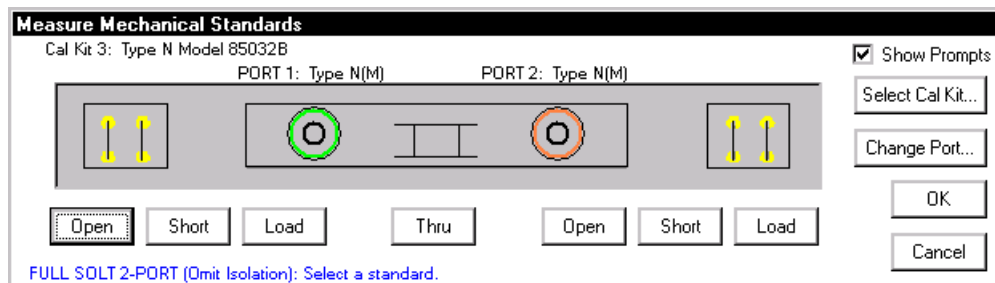 Measure Mechanical Standards
Cal Kit 3: Type N Model 85032B
PORT 1: Type N(M) PORT 2: Type N(M)
Show Prompts
Select Cal Kit...
Change Port...
OK
Cancel
Open Short Load Thru Open Short Load
FULL SOLT 2-PORT (Omit Isolation): Select a standard.